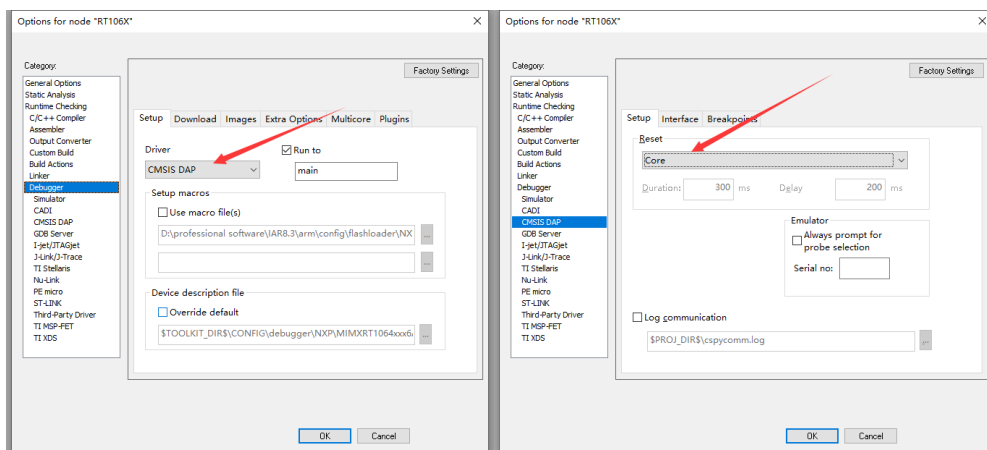 Options for node "RT106X"
Category:
Factory Settings
General Options
Static Analysis
Runtime Checking
C/C++ Compiler
Assembler
Output Converter
Custom Build
Build Actions
Linker
Debugger
Simulator
CADI
CMSIS DAP
GDB Server
I-jet/JTAGjet
J-Link/J-Trace
TI Stellaris
Nu-Link
PE micro
ST-LINK
Third-Party Driver
TI MSP-FET
TI XDS
Setup Download Images Extra Options Multicore Plugins
Driver
Run to
CMSIS DAP
main
Setup macros
Use macro file(s)
D:\professional software\IAR8.3\arm\config\flashloader\NX
...
...
Device description file
Override default
$TOOLKIT_DIR$\CONFIG\debugger\NXP\MIMXRT1064xxx6.
...
OK Cancel
Options for node "RT106X"
Category:
Factory Settings
General Options
Static Analysis
Runtime Checking
C/C++ Compiler
Assembler
Output Converter
Custom Build
Build Actions
Linker
Debugger
Simulator
CADI
CMSIS DAP
GDB Server
I-jet/JTAGjet
J-Link/J-Trace
TI Stellaris
Nu-Link
PE micro
ST-LINK
Third-Party Driver
TI MSP-FET
TI XDS
Setup Interface Breakpoints
Reset
Core
Duration: 300 ms Delay 200 ms
Emulator
Always prompt for
probe selection
Serial no:
Log communication
$PROJ_DIR$\cspycomm.log
...
OK Cancel